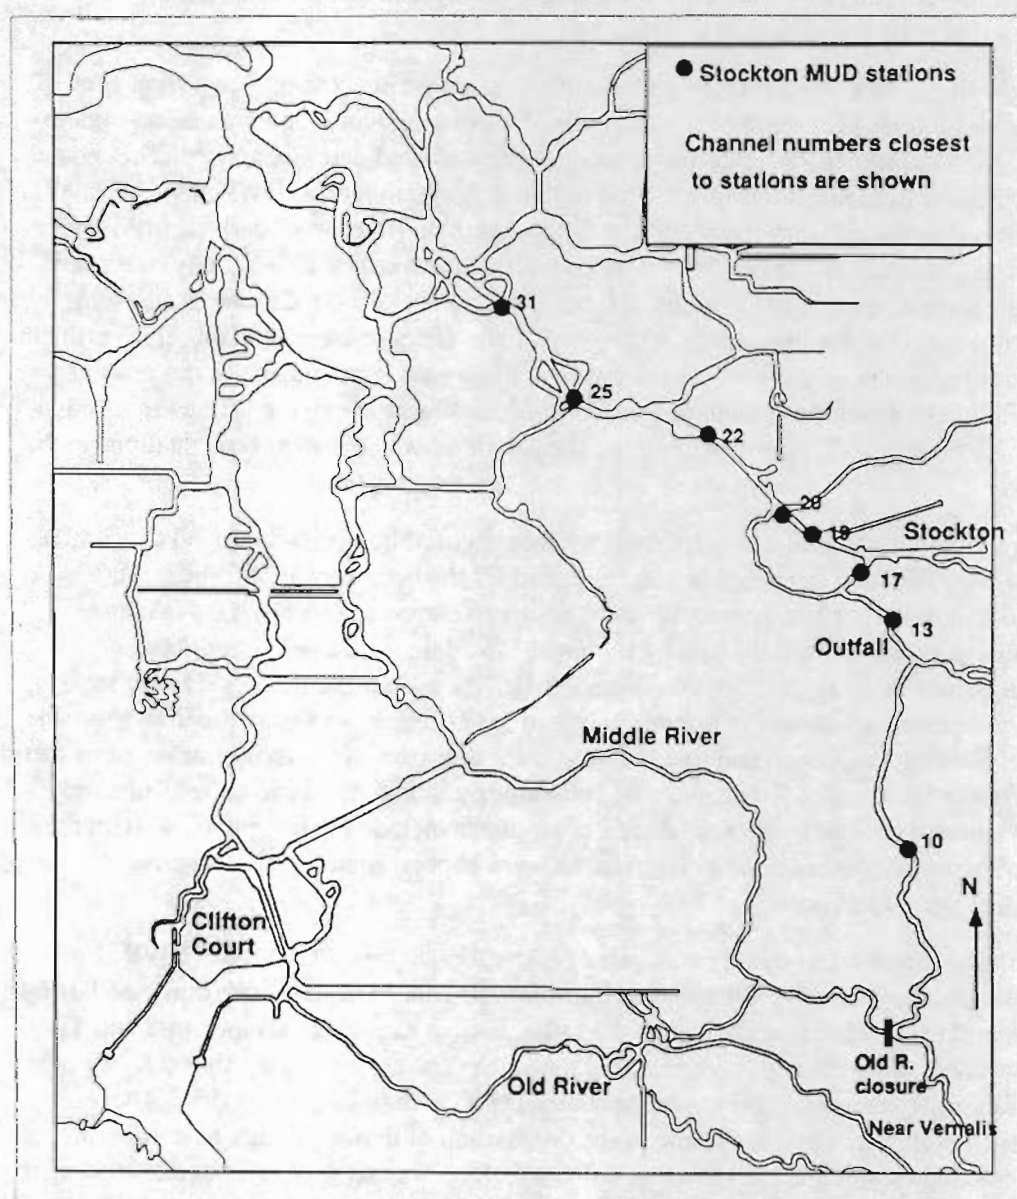 Stockton MUD stations
Channel numbers closest
to stations are shown
31
25
22
20
19
Stockton
17
13
Outfall
Middle River
10
N
Clifton
Court
Old R.
closure
Old River
Near Vernalis